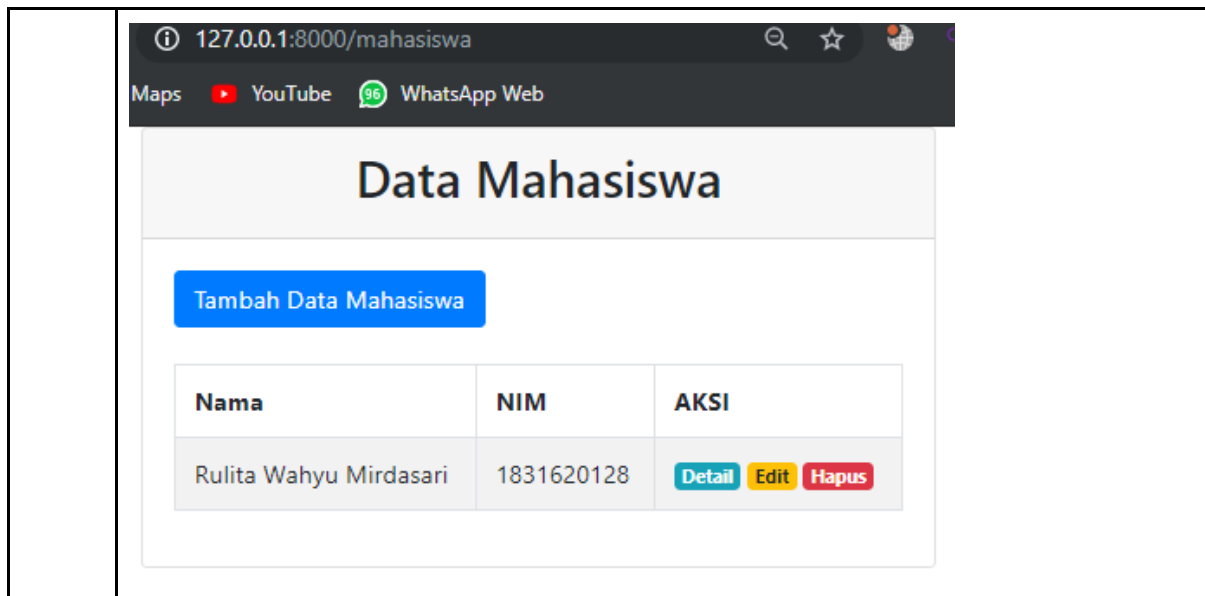 127.0.0.1:8000/mahasiswa
Maps YouTube 96 WhatsApp Web
Data Mahasiswa
Tambah Data Mahasiswa
Nama NIM AKSI
Rulita Wahyu Mirdasari 1831620128 Detail Edit Hapus